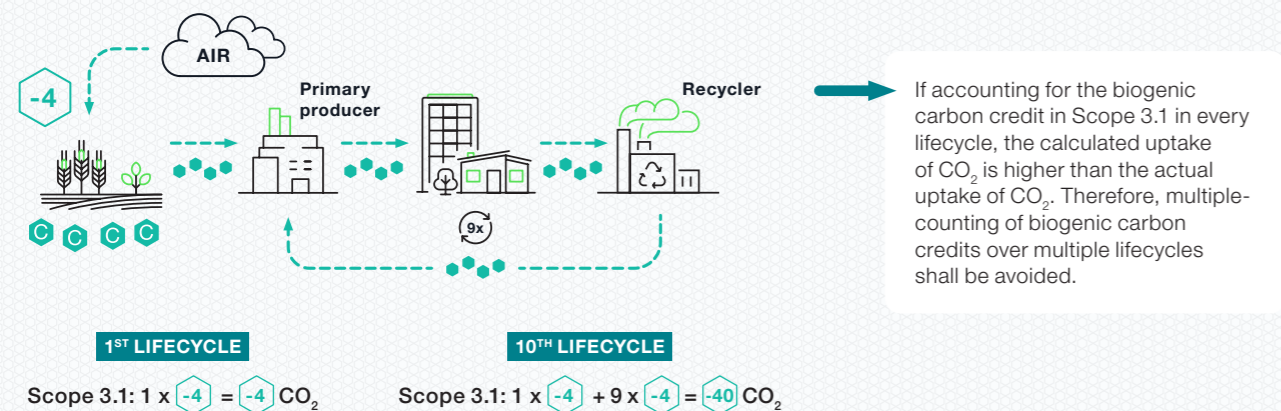 AIR
-4
Primary
producer
Recycler
C C C C
9x
If accounting for the biogenic
carbon credit in Scope 3.1 in every
lifecycle, the calculated uptake
of CO₂ is higher than the actual
uptake of CO₂. Therefore, multiple-
counting of biogenic carbon
credits over multiple lifecycles
shall be avoided.
1ST LIFECYCLE
Scope 3.1: 1 x -4 = -4 CO₂
10TH LIFECYCLE
Scope 3.1: 1 x -4 + 9 x -4 = -40 CO₂